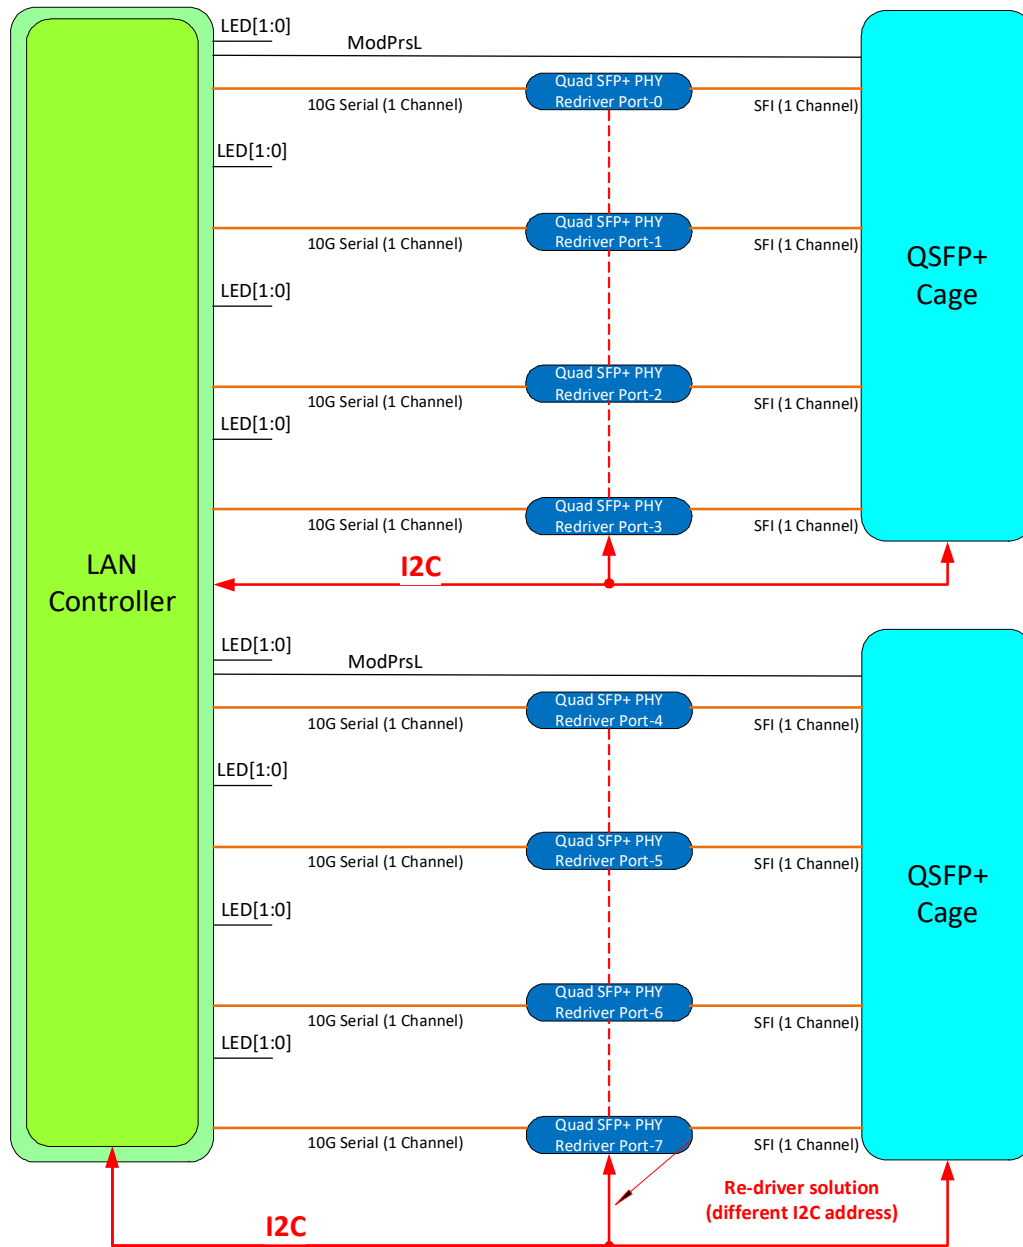 LED[1:0]
ModPrsL
Quad SFP+ PHY
Redriver Port-0
10G Serial (1 Channel)
SFI (1 Channel)
LED[1:0]
Quad SFP+ PHY
Redriver Port-1
10G Serial (1 Channel)
SFI (1 Channel)
QSFP+
Cage
LED[1:0]
Quad SFP+ PHY
Redriver Port-2
10G Serial (1 Channel)
SFI (1 Channel)
LED[1:0]
Quad SFP+ PHY
Redriver Port-3
10G Serial (1 Channel)
SFI (1 Channel)
I2C
LAN
Controller
LED[1:0]
ModPrsL
Quad SFP+ PHY
Redriver Port-4
10G Serial (1 Channel)
SFI (1 Channel)
LED[1:0]
Quad SFP+ PHY
Redriver Port-5
10G Serial (1 Channel)
SFI (1 Channel)
QSFP+
Cage
LED[1:0]
Quad SFP+ PHY
Redriver Port-6
10G Serial (1 Channel)
SFI (1 Channel)
LED[1:0]
Quad SFP+ PHY
Redriver Port-7
10G Serial (1 Channel)
SFI (1 Channel)
Re-driver solution
(different I2C address)
I2C